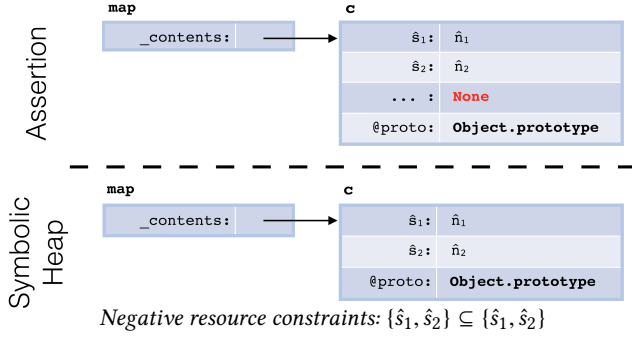 Assertion
map
_contents:
c
ŝ₁: n̂₁
ŝ₂: n̂₂
... : None
@proto: Object.prototype
Symbolic
Heap
map
_contents:
c
ŝ₁: n̂₁
ŝ₂: n̂₂
@proto: Object.prototype
Negative resource constraints: {ŝ₁, ŝ₂} ⊆ {ŝ₁, ŝ₂}